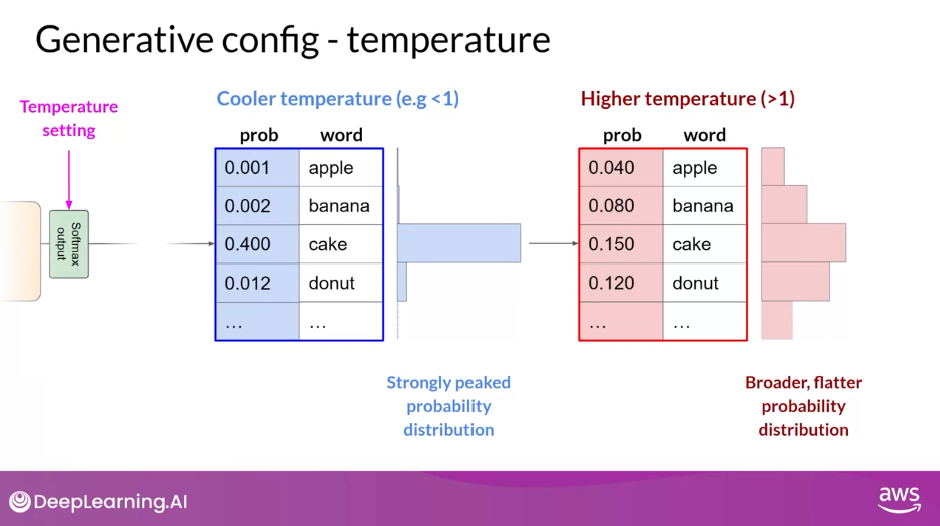 Generative config - temperature
Temperature
setting
Softmax
output
Cooler temperature (e.g <1)
prob word
0.001 apple
0.002 banana
0.400 cake
0.012 donut
... ...
Strongly peaked
probability
distribution
Higher temperature (>1)
prob word
0.040 apple
0.080 banana
0.150 cake
0.120 donut
... ...
Broader, flatter
probability
distribution
DeepLearning.AI
aws